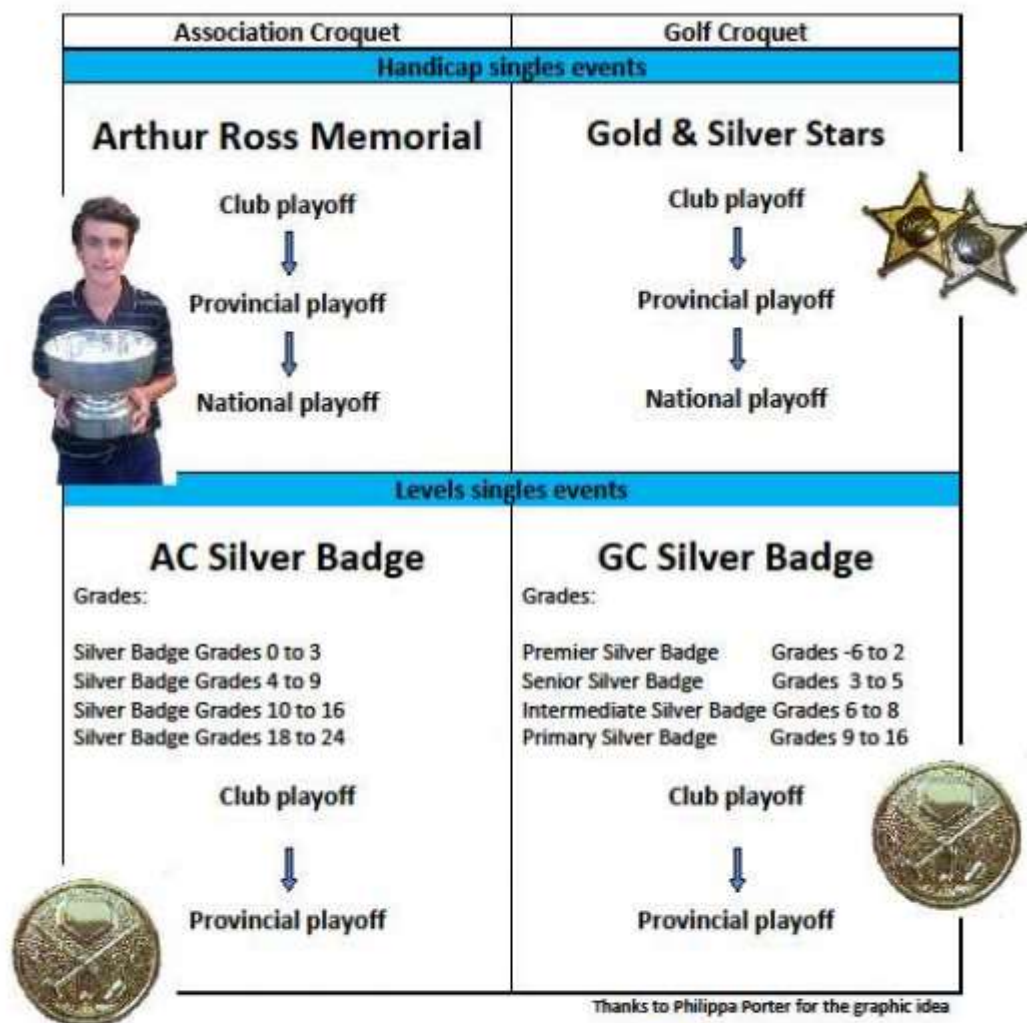 Association Croquet
Golf Croquet
Handicap singles events
Arthur Ross Memorial
Club playoff
Provincial playoff
National playoff
Gold & Silver Stars
Club playoff
Provincial playoff
National playoff
Levels singles events
AC Silver Badge
Grades:
Silver Badge Grades 0 to 3
Silver Badge Grades 4 to 9
Silver Badge Grades 10 to 16
Silver Badge Grades 18 to 24
Club playoff
Provincial playoff
GC Silver Badge
Grades:
Premier Silver Badge Grades -6 to 2
Senior Silver Badge Grades 3 to 5
Intermediate Silver Badge Grades 6 to 8
Primary Silver Badge Grades 9 to 16
Club playoff
Provincial playoff
Thanks to Philippa Porter for the graphic idea